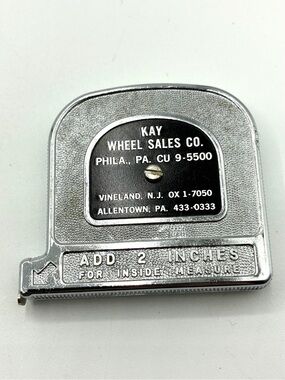 KAY
WHEEL SALES CO.
PHILA., PA. CU 9-5500
VINELAND, N.J. OX 1-7050
ALLENTOWN, PA. 433-0333
ADD 2 INCHES
FOR INSIDE MEASURE